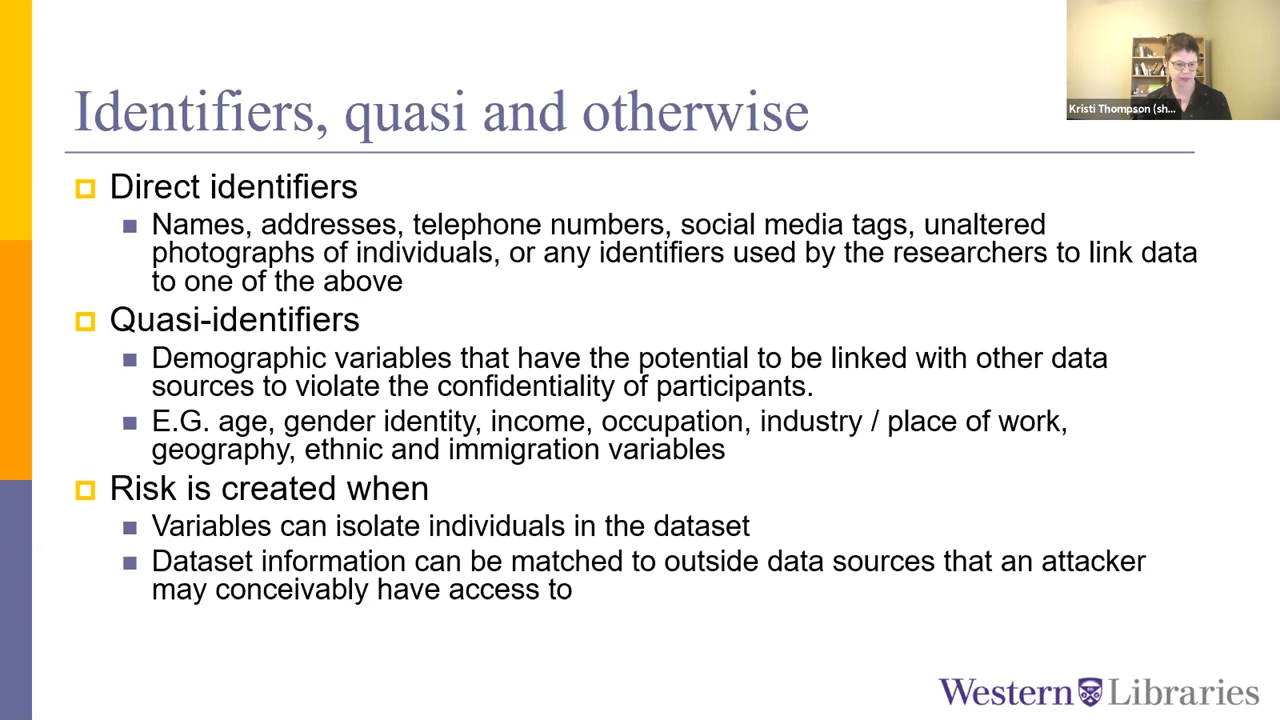 Kristi Thompson (sh...
Identifiers, quasi and otherwise
Direct identifiers
Names, addresses, telephone numbers, social media tags, unaltered
photographs of individuals, or any identifiers used by the researchers to link data
to one of the above
Quasi-identifiers
Demographic variables that have the potential to be linked with other data
sources to violate the confidentiality of participants.
E.G. age, gender identity, income, occupation, industry / place of work,
geography, ethnic and immigration variables
Risk is created when
Variables can isolate individuals in the dataset
Dataset information can be matched to outside data sources that an attacker
may conceivably have access to
Western Libraries